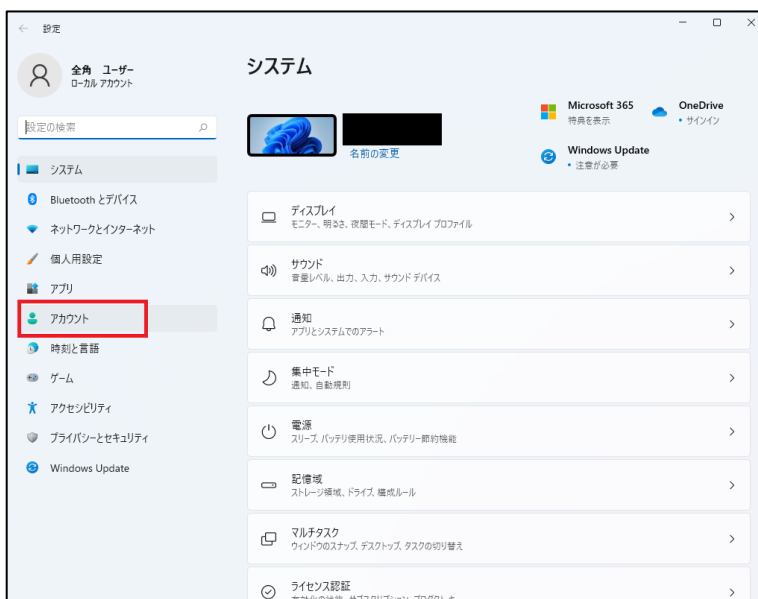 設定
全角　ユーザー
ローカル アカウント
設定の検索
システム
Bluetooth とデバイス
ネットワークとインターネット
個人用設定
アプリ
アカウント
時刻と言語
ゲーム
アクセシビリティ
プライバシーとセキュリティ
Windows Update
システム
名前の変更
Microsoft 365
特典を表示
OneDrive
• サインイン
Windows Update
• 注意が必要
ディスプレイ
モニター、明るさ、夜間モード、ディスプレイ プロファイル
サウンド
音量レベル、出力、入力、サウンド デバイス
通知
アプリとシステムでのアラート
集中モード
通知、自動規則
電源
スリープ、バッテリ使用状況、バッテリー節約機能
記憶域
ストレージ領域、ドライブ、構成ルール
マルチタスク
ウィンドウのスナップ、デスクトップ、タスクの切り替え
ライセンス認証